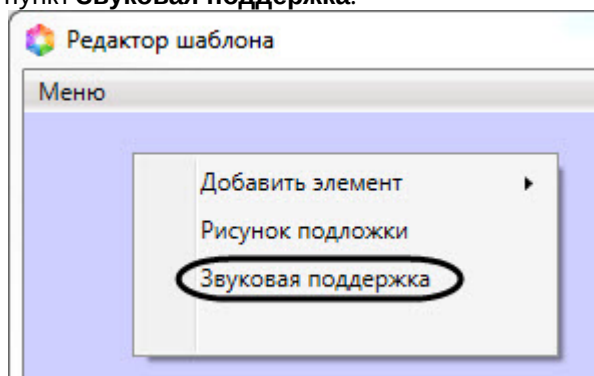 пункт Звуковая поддержка.
Редактор шаблона
Меню
Добавить элемент
Рисунок подложки
Звуковая поддержка